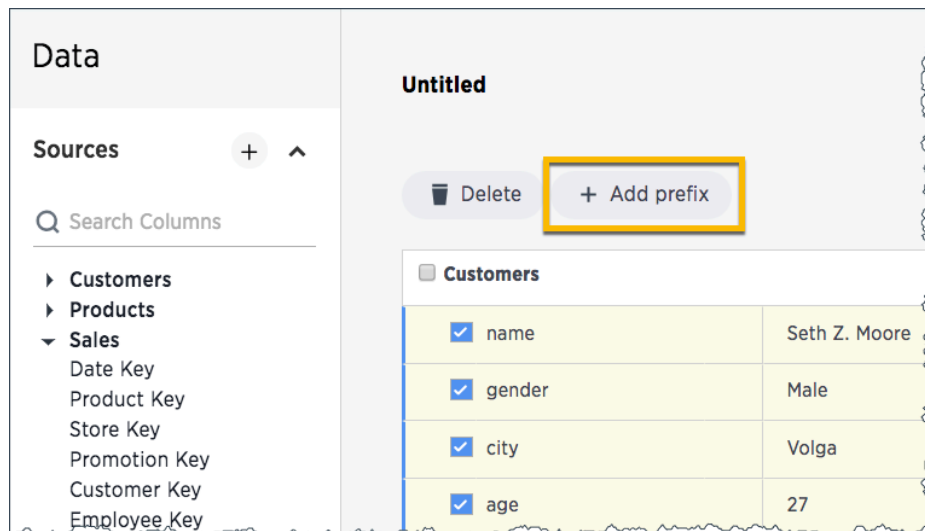 Data
Sources
Search Columns
Customers
Products
Sales
Date Key
Product Key
Store Key
Promotion Key
Customer Key
Employee Key
Untitled
Delete
+ Add prefix
Customers
name Seth Z. Moore
gender Male
city Volga
age 27